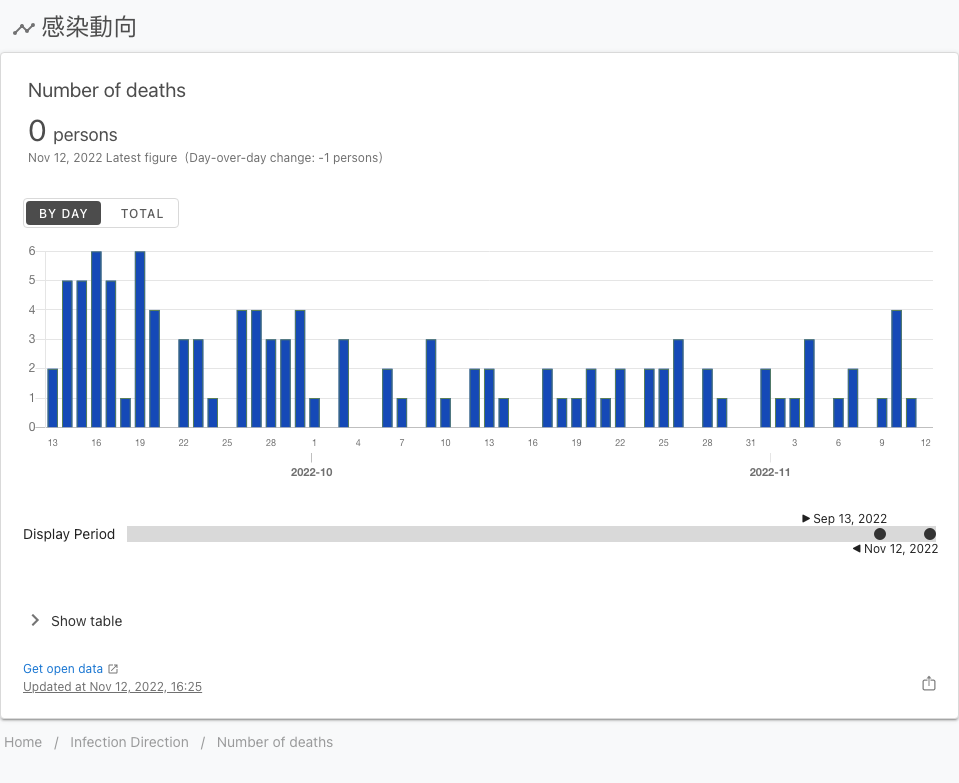 感染動向
Number of deaths
0 persons
Nov 12, 2022 Latest figure (Day-over-day change: -1 persons)
BY DAY TOTAL
6
5
4
3
2
1
0
13 16 19 22 25 28 1 4 7 10 13 16 19 22 25 28 31 3 6 9 12
2022-10 2022-11
Sep 13, 2022
Display Period
Nov 12, 2022
Show table
Get open data
Updated at Nov 12, 2022, 16:25
Home / Infection Direction / Number of deaths